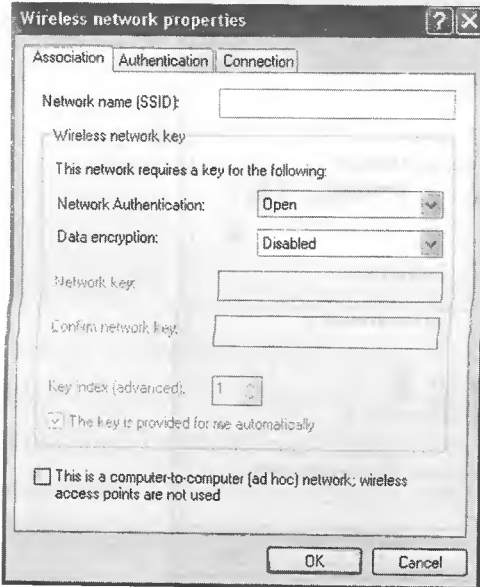 Wireless network properties
Association Authentication Connection
Network name (SSID):
Wireless network key
This network requires a key for the following:
Network Authentication: Open
Data encryption: Disabled
Network key:
Confirm network key:
Key index (advanced): 1
The key is provided for me automatically
This is a computer-to-computer (ad hoc) network; wireless
access points are not used
OK Cancel